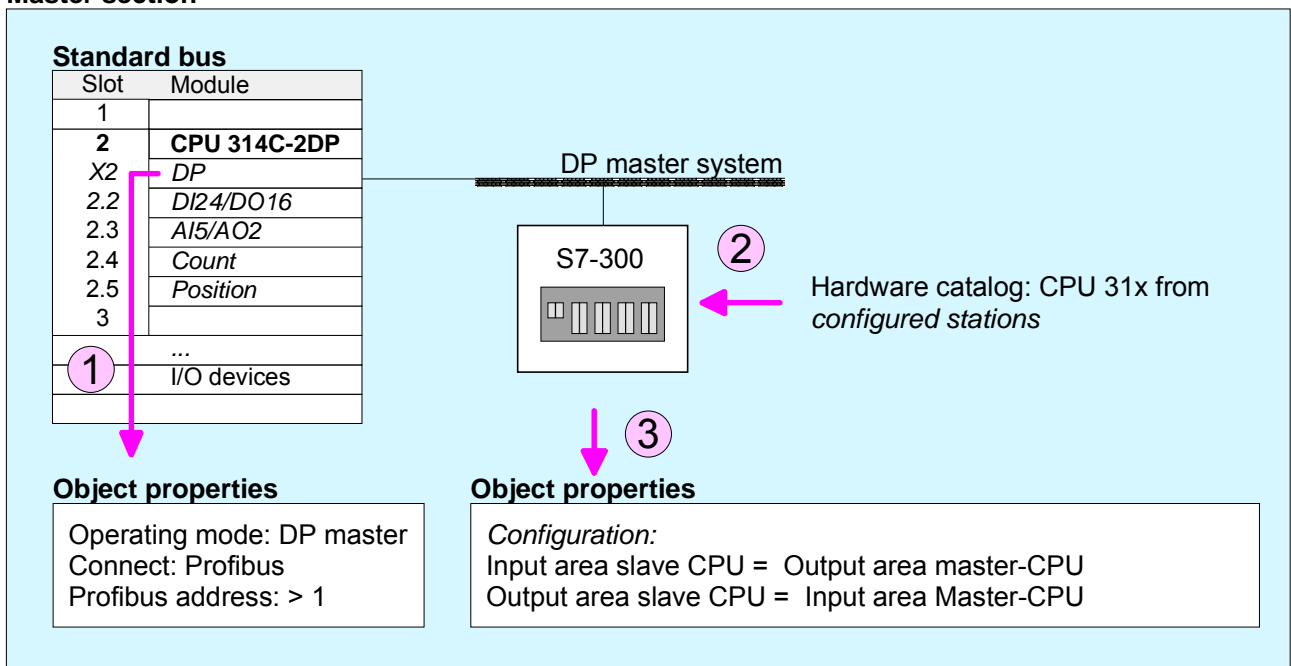 Master section
Standard bus
Slot Module
1
2 CPU 314C-2DP
X2 DP
2.2 DI24/DO16
2.3 AI5/AO2
2.4 Count
2.5 Position
3
...
I/O devices
1
DP master system
S7-300
2
Hardware catalog: CPU 31x from
configured stations
3
Object properties
Operating mode: DP master
Connect: Profibus
Profibus address: > 1
Object properties
Configuration:
Input area slave CPU = Output area master-CPU
Output area slave CPU = Input area Master-CPU